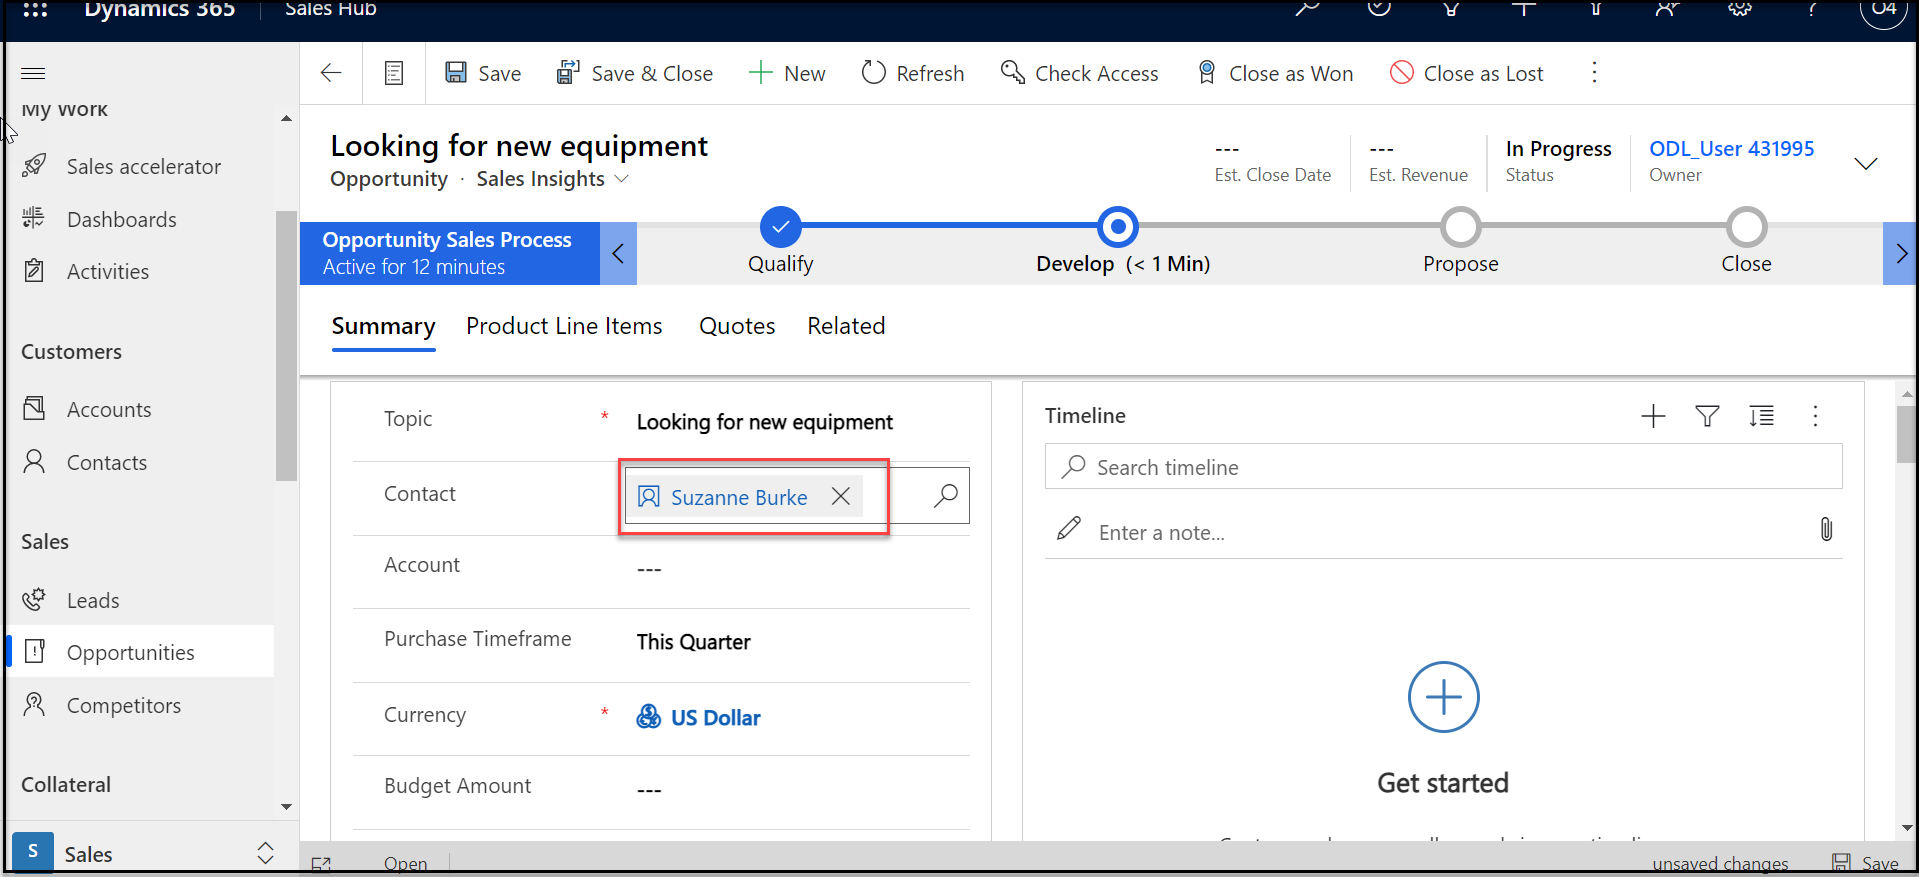 Dynamics 365
Sales Hub
O4
Save
Save & Close
New
Refresh
Check Access
Close as Won
Close as Lost
My Work
Sales accelerator
Dashboards
Activities
Customers
Accounts
Contacts
Sales
Leads
Opportunities
Competitors
Collateral
S Sales
Looking for new equipment
Opportunity · Sales Insights
---
Est. Close Date
---
Est. Revenue
In Progress
Status
ODL_User 431995
Owner
Opportunity Sales Process
Active for 12 minutes
Qualify
Develop (< 1 Min)
Propose
Close
Summary
Product Line Items
Quotes
Related
Topic * Looking for new equipment
Contact Suzanne Burke
Account ---
Purchase Timeframe This Quarter
Currency * US Dollar
Budget Amount ---
Timeline
Search timeline
Enter a note...
Get started
Open
unsaved changes
Save